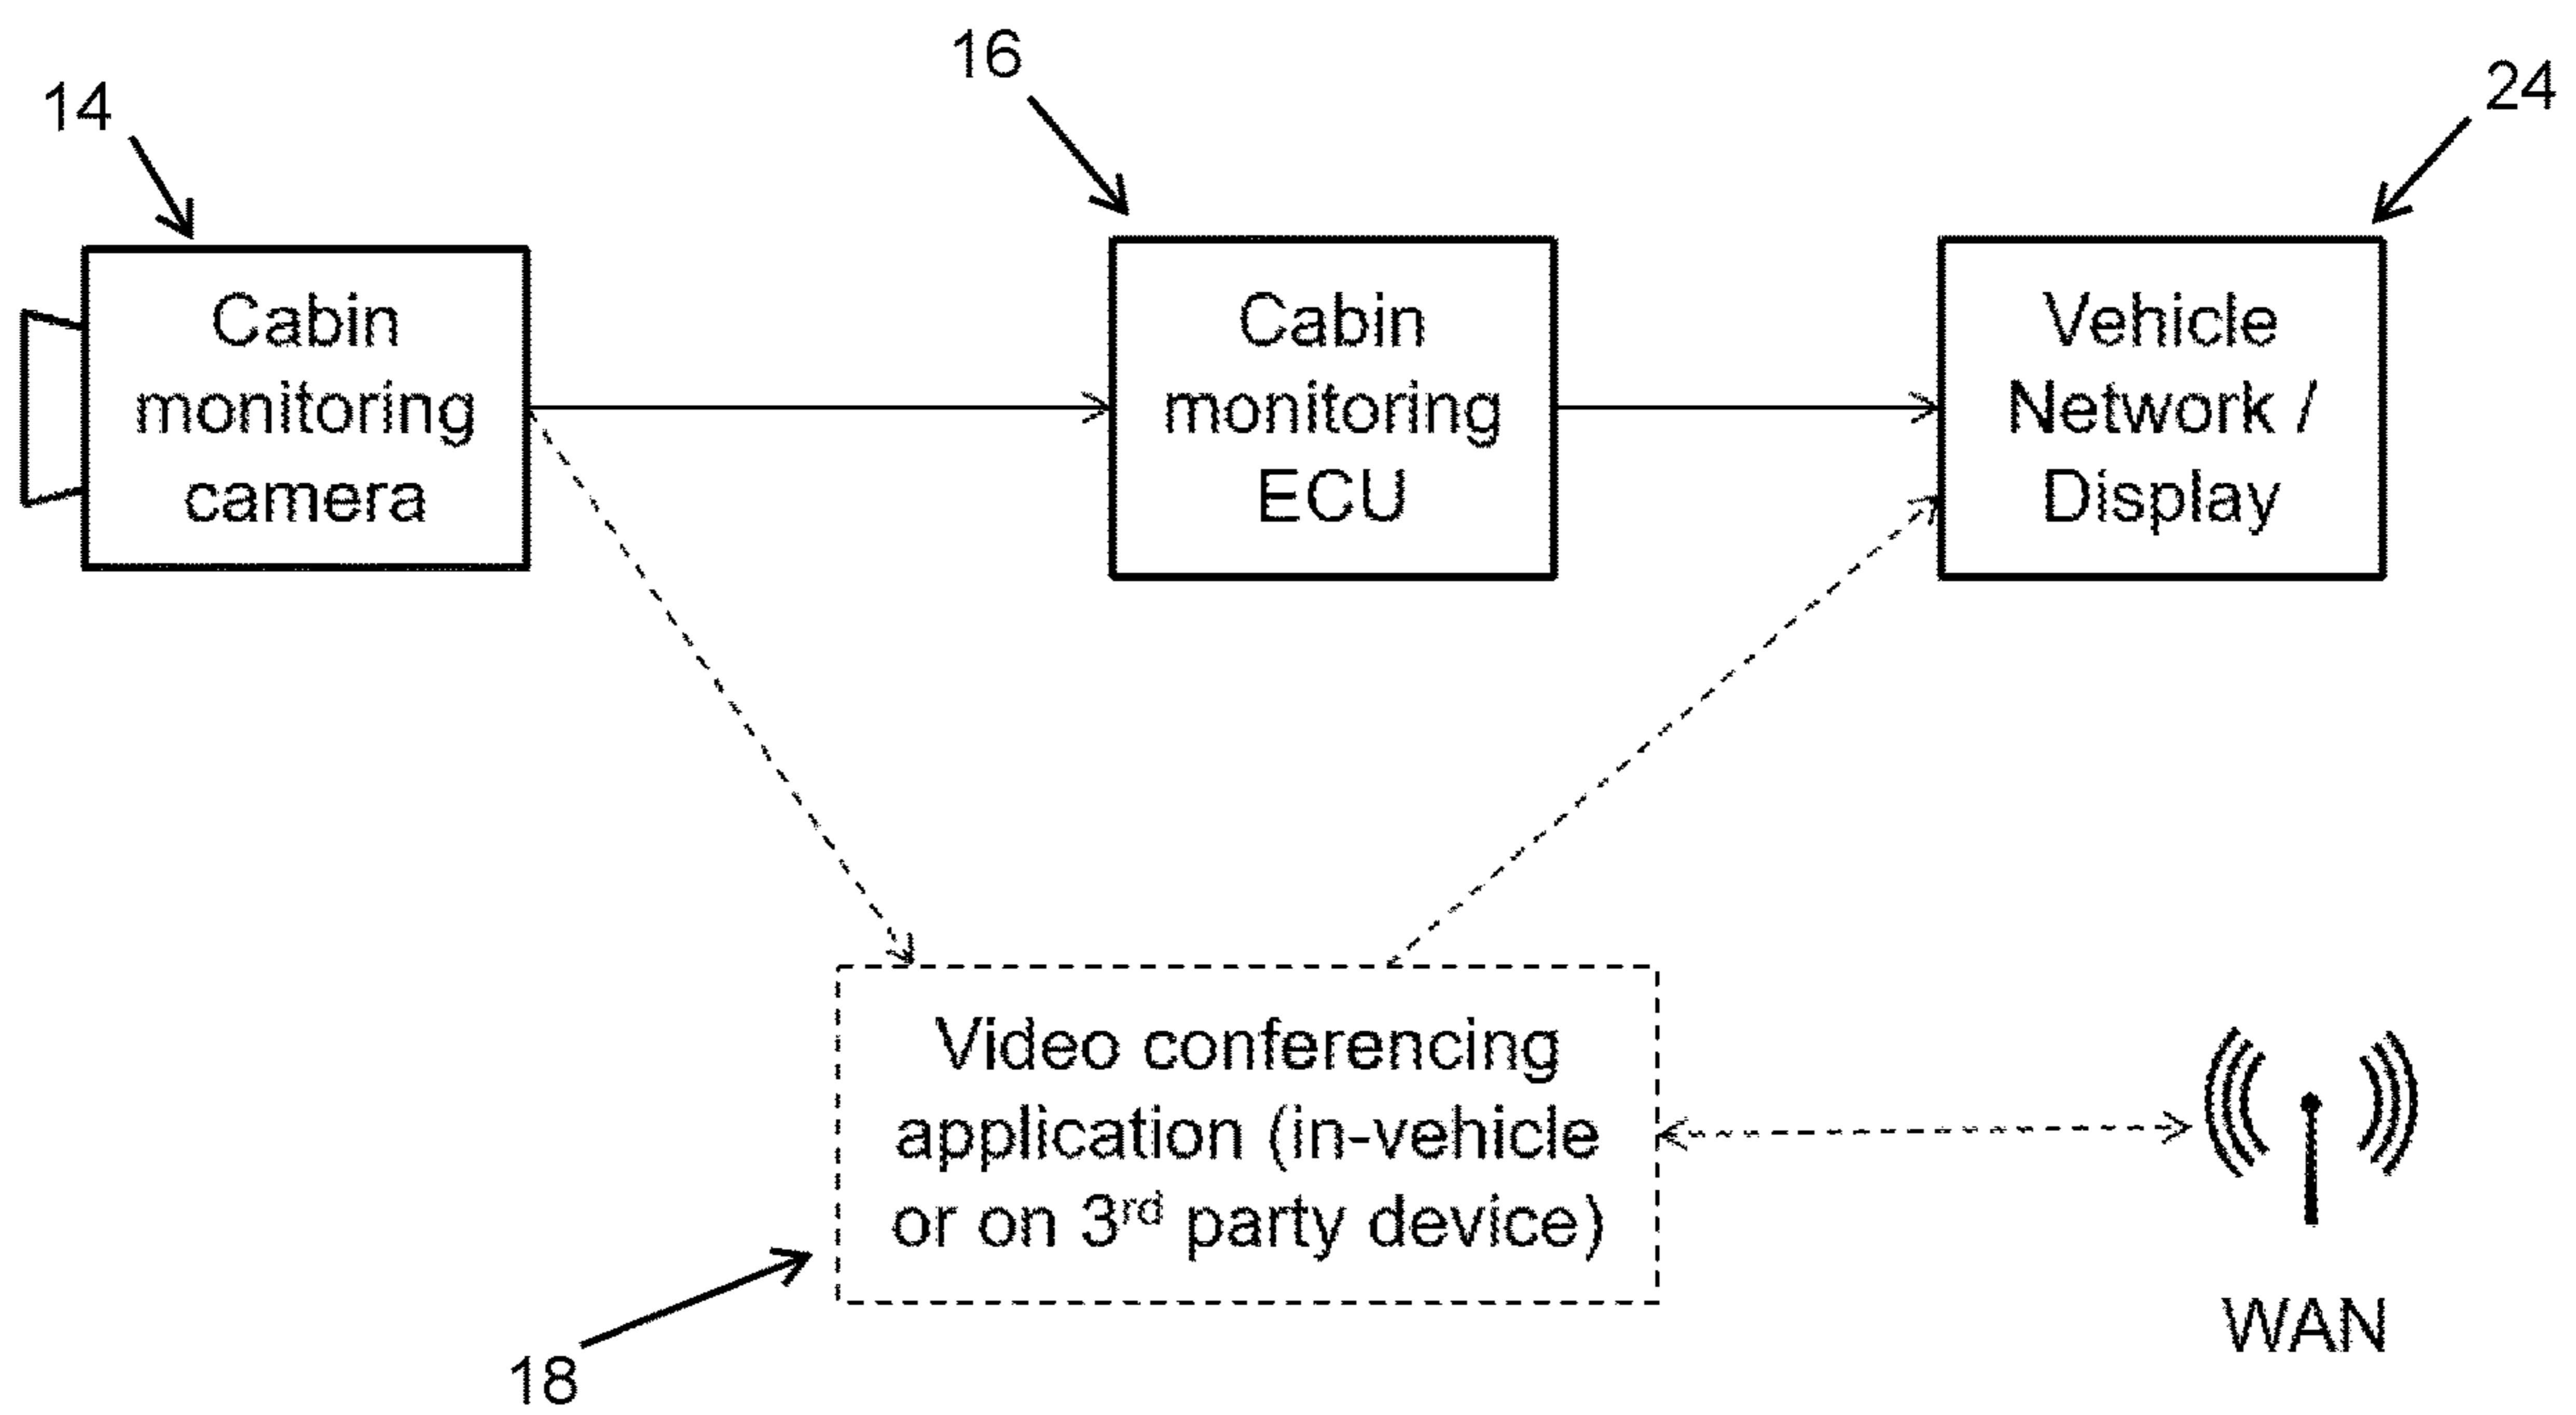 16
24
14
Cabin
monitoring
camera
Cabin
monitoring
ECU
Vehicle
Network /
Display
Video conferencing
application (in-vehicle
or on 3rd party device)
WAN
18